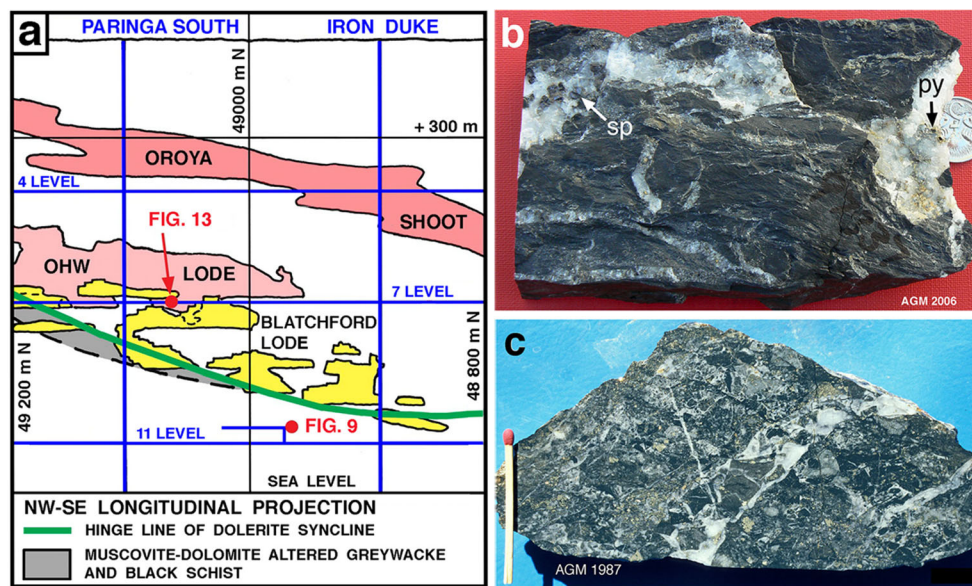 a
PARINGA SOUTH
IRON DUKE
49000 m N
+ 300 m
OROYA
4 LEVEL
SHOOT
FIG. 13
OHW
LODE
7 LEVEL
BLATCHFORD
LODE
49 200 m N
48 800 m N
FIG. 9
11 LEVEL
SEA LEVEL
NW-SE LONGITUDINAL PROJECTION
HINGE LINE OF DOLERITE SYNCLINE
MUSCOVITE-DOLOMITE ALTERED GREYWACKE
AND BLACK SCHIST
b
sp
py
AGM 2006
c
AGM 1987